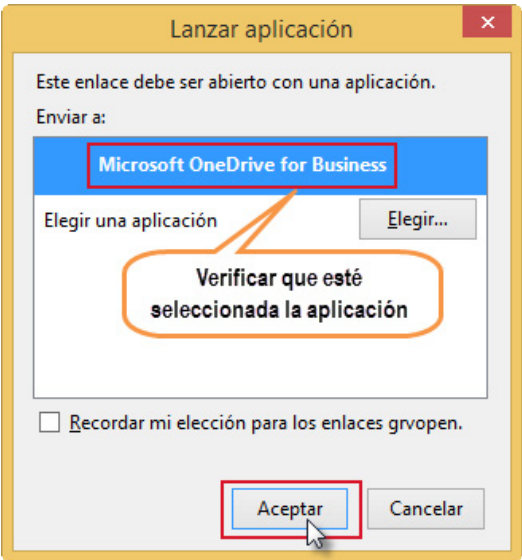 Lanzar aplicación
Este enlace debe ser abierto con una aplicación.
Enviar a:
Microsoft OneDrive for Business
Elegir una aplicación
Elegir...
Verificar que esté
seleccionada la aplicación
Recordar mi elección para los enlaces grvopen.
Aceptar
Cancelar